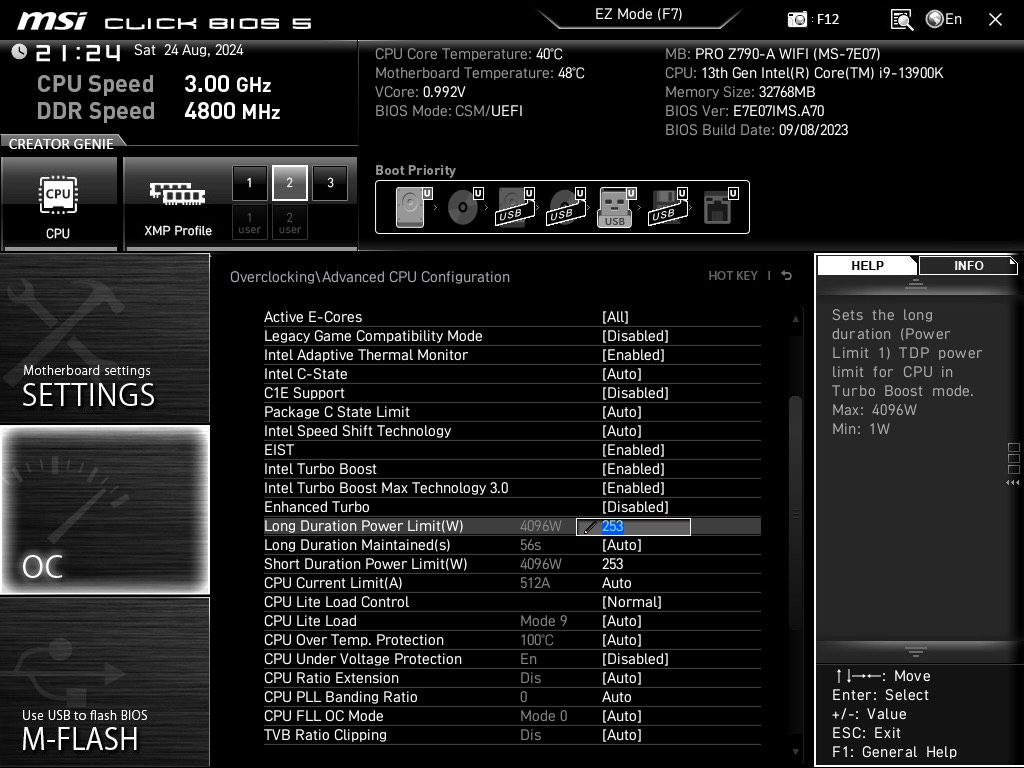 msi CLICK BIOS 5
EZ Mode (F7)
: F12
En
21:24 Sat 24 Aug, 2024
CPU Speed 3.00 GHz
DDR Speed 4800 MHz
CPU Core Temperature: 40°C
Motherboard Temperature: 48°C
VCore: 0.992V
BIOS Mode: CSM/UEFI
MB: PRO Z790-A WIFI (MS-7E07)
CPU: 13th Gen Intel(R) Core(TM) i9-13900K
Memory Size: 32768MB
BIOS Ver: E7E07IMS.A70
BIOS Build Date: 09/08/2023
CREATOR GENIE
CPU
CPU
XMP Profile
1 2 3
1 user 2 user
Boot Priority
U U U U U U U
USB USB USB USB
Motherboard settings
SETTINGS
OC
Use USB to flash BIOS
M-FLASH
Overclocking\Advanced CPU Configuration
HOT KEY |
Active E-Cores [All]
Legacy Game Compatibility Mode [Disabled]
Intel Adaptive Thermal Monitor [Enabled]
Intel C-State [Auto]
C1E Support [Disabled]
Package C State Limit [Auto]
Intel Speed Shift Technology [Auto]
EIST [Enabled]
Intel Turbo Boost [Enabled]
Intel Turbo Boost Max Technology 3.0 [Enabled]
Enhanced Turbo [Disabled]
Long Duration Power Limit(W) 4096W 253
Long Duration Maintained(s) 56s [Auto]
Short Duration Power Limit(W) 4096W 253
CPU Current Limit(A) 512A Auto
CPU Lite Load Control [Normal]
CPU Lite Load Mode 9 [Auto]
CPU Over Temp. Protection 100°C [Auto]
CPU Under Voltage Protection En [Disabled]
CPU Ratio Extension Dis [Auto]
CPU PLL Banding Ratio 0 Auto
CPU FLL OC Mode Mode 0 [Auto]
TVB Ratio Clipping Dis [Auto]
HELP
INFO
Sets the long
duration (Power
Limit 1) TDP power
limit for CPU in
Turbo Boost mode.
Max: 4096W
Min: 1W
↑↓→←: Move
Enter: Select
+/-: Value
ESC: Exit
F1: General Help